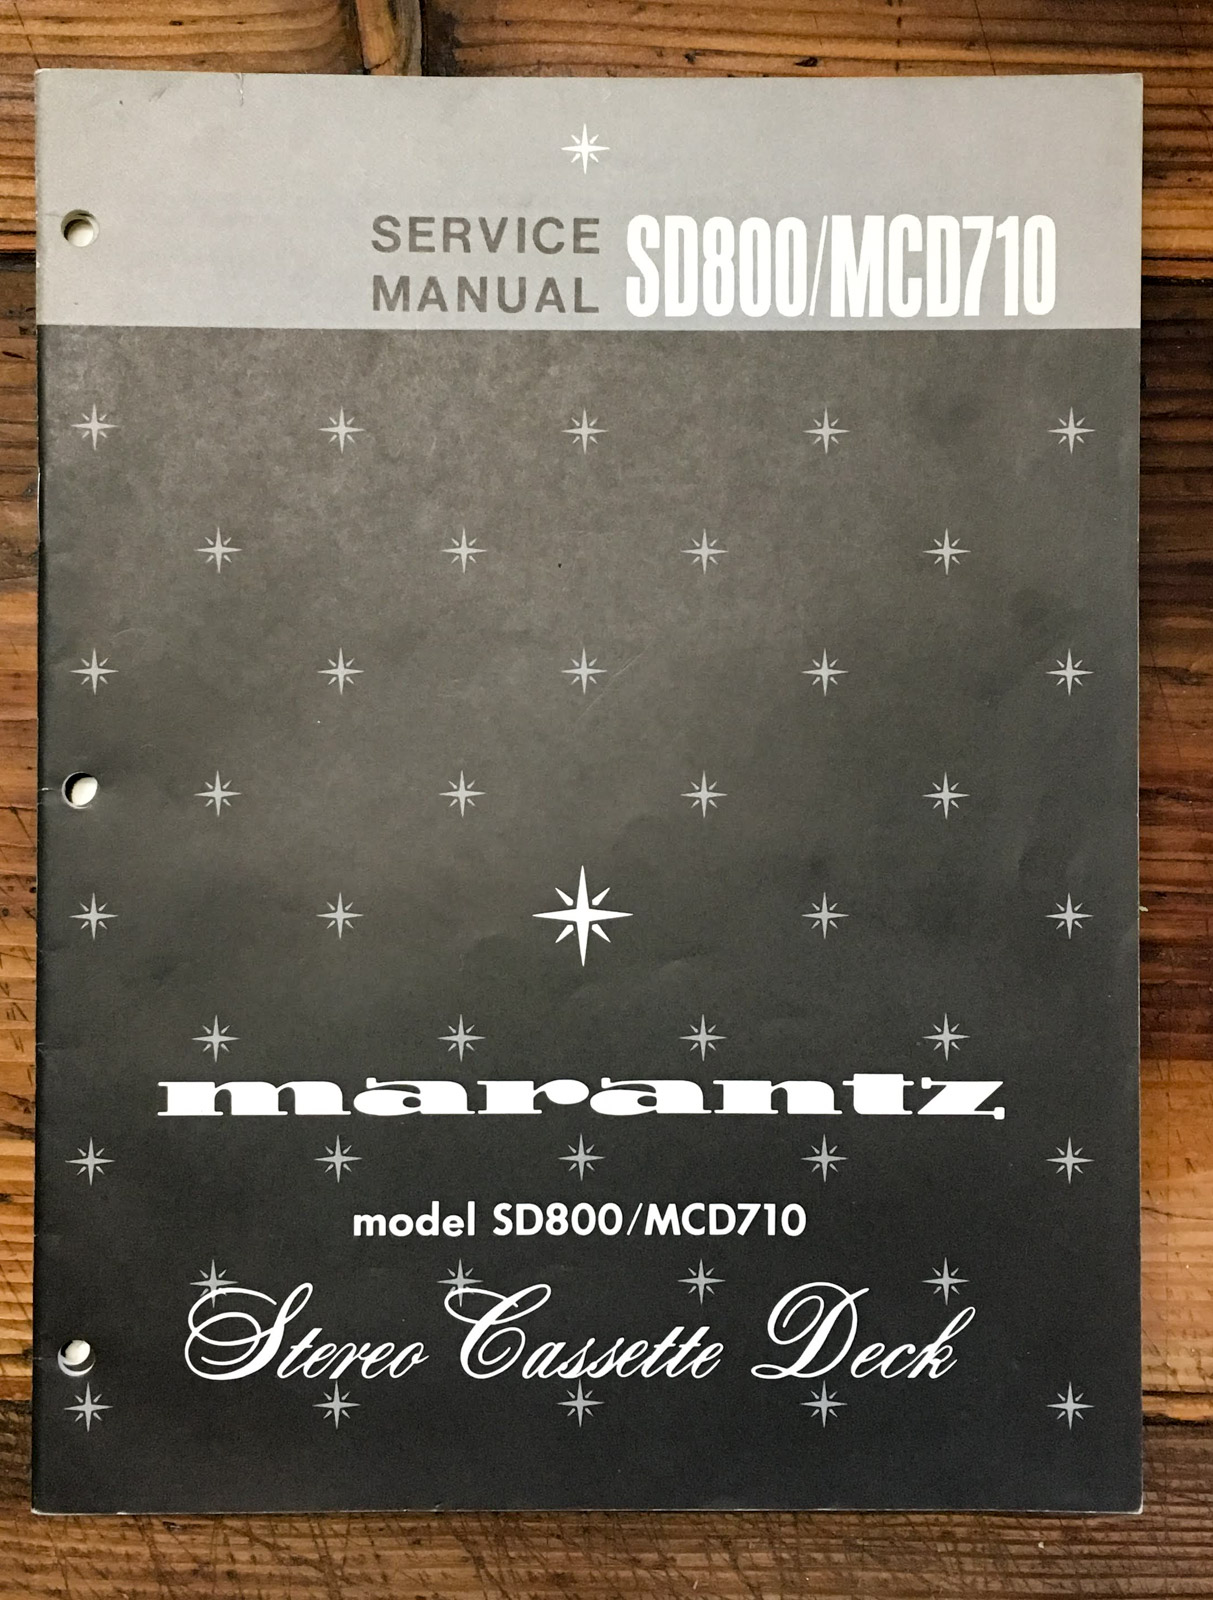 SERVICE
MANUAL
SD800/MCD710
marantz
model SD800/MCD710
Stereo Cassette Deck